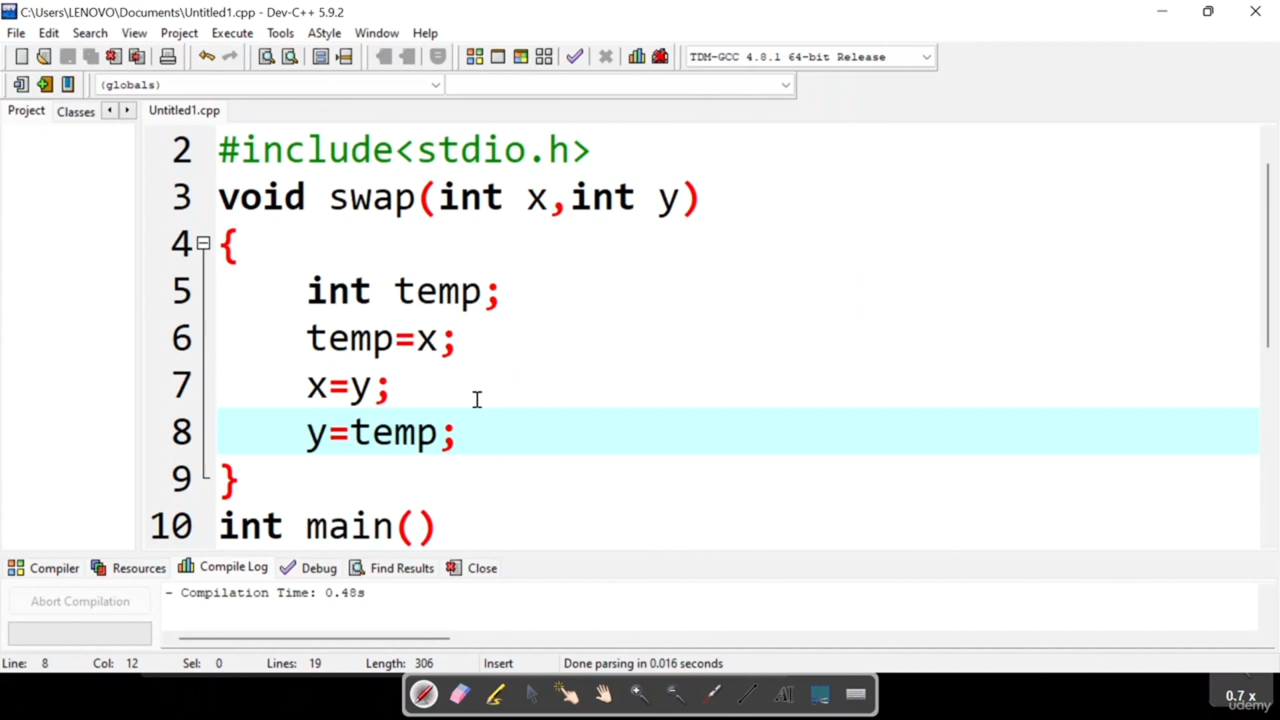 C:\Users\LENOVO\Documents\Untitled1.cpp - Dev-C++ 5.9.2
File Edit Search View Project Execute Tools AStyle Window Help
TDM-GCC 4.8.1 64-bit Release
(globals)
Project Classes Untitled1.cpp
2 #include<stdio.h>
3 void swap(int x,int y)
4 {
5 int temp;
6 temp=x;
7 x=y;
8 y=temp;
9 }
10 int main()
Compiler Resources Compile Log Debug Find Results Close
Abort Compilation
- Compilation Time: 0.48s
Line: 8 Col: 12 Sel: 0 Lines: 19 Length: 306 Insert Done parsing in 0.016 seconds
AI
0.7 x
udemy